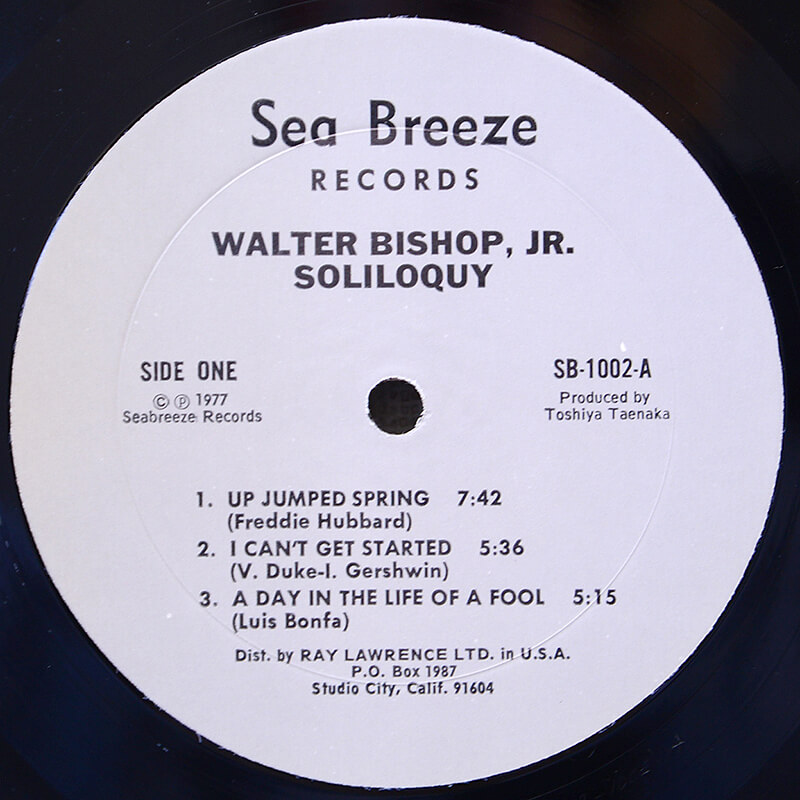 Sea Breeze
RECORDS
WALTER BISHOP, JR.
SOLILOQUY
SIDE ONE
© ℗ 1977
Seabreeze Records
SB-1002-A
Produced by
Toshiya Taenaka
1. UP JUMPED SPRING 7:42
(Freddie Hubbard)
2. I CAN'T GET STARTED 5:36
(V. Duke-I. Gershwin)
3. A DAY IN THE LIFE OF A FOOL 5:15
(Luis Bonfa)
Dist. by RAY LAWRENCE LTD. in U.S.A.
P.O. Box 1987
Studio City, Calif. 91604